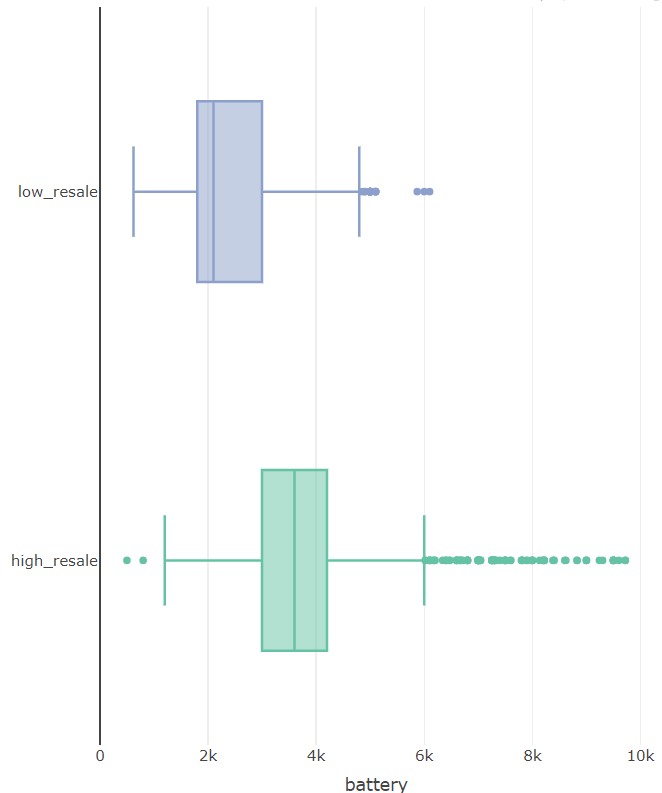 low_resale
high_resale
0 2k 4k 6k 8k 10k
battery